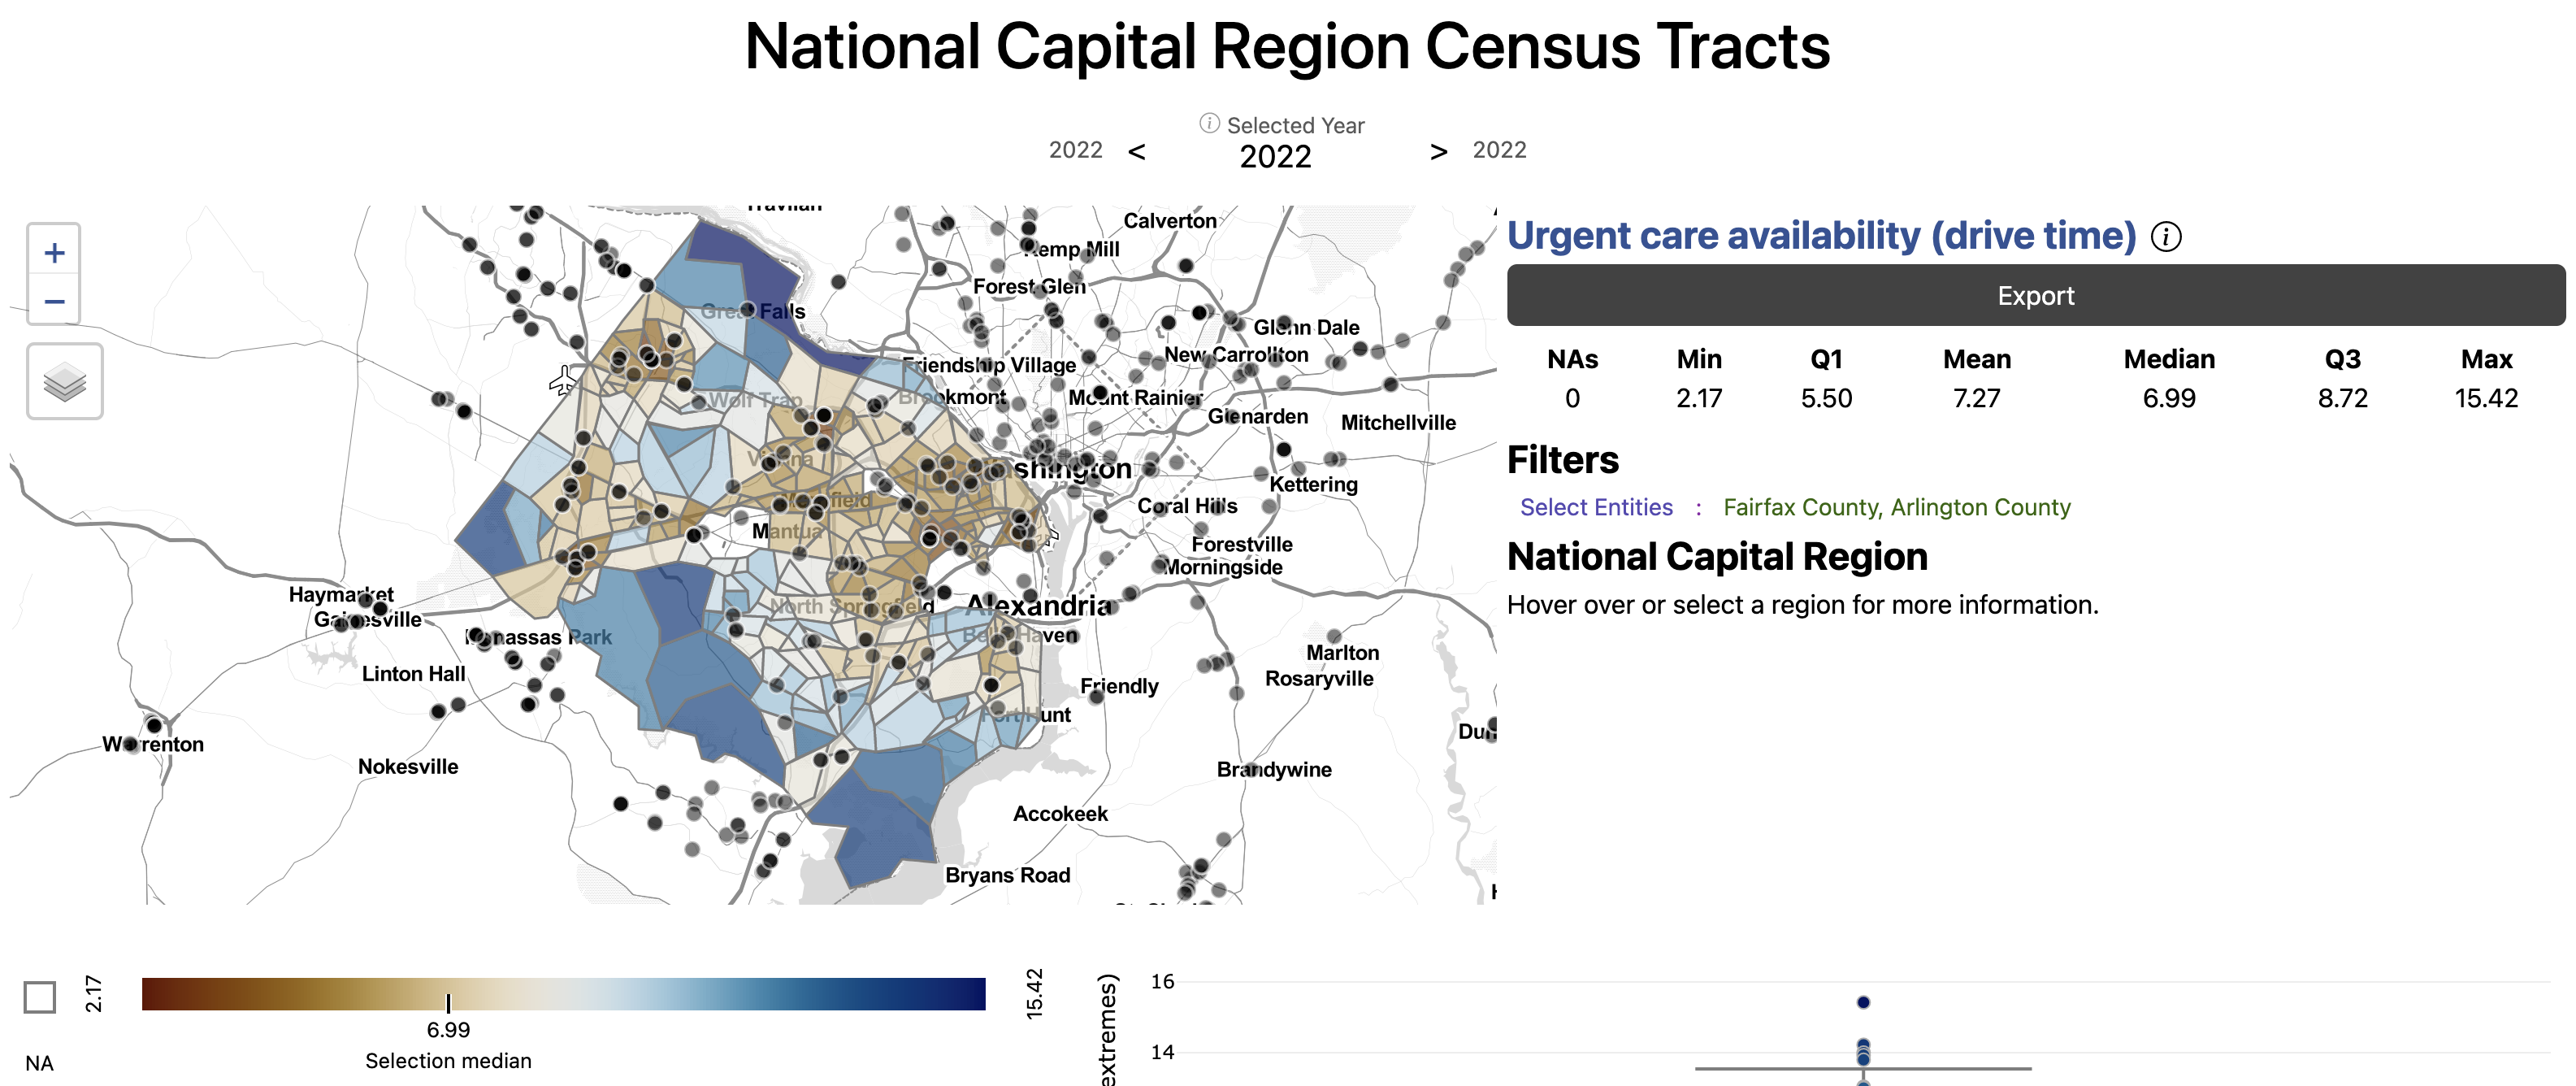 National Capital Region Census Tracts
Selected Year
2022 < 2022 > 2022
+
−
Calverton
Kemp Mill
Forest Glen
Great Falls
Glenn Dale
Friendship Village
New Carrollton
Wolf Trap
Brookmont
Mount Rainier
Glenarden
Mitchellville
Vienna
shington
Kettering
Merrifield
Coral Hills
Mantua
Forestville
Morningside
Haymarket
Gainesville
North Springfield
Alexandria
Manassas Park
Belle Haven
Linton Hall
Marlton
Friendly
Rosaryville
Fort Hunt
Warrenton
Nokesville
Brandywine
Accokeek
Bryans Road
Urgent care availability (drive time)
Export
NAs Min Q1 Mean Median Q3 Max
0 2.17 5.50 7.27 6.99 8.72 15.42
Filters
Select Entities : Fairfax County, Arlington County
National Capital Region
Hover over or select a region for more information.
NA
2.17
15.42
6.99
Selection median
extremes)
16
14